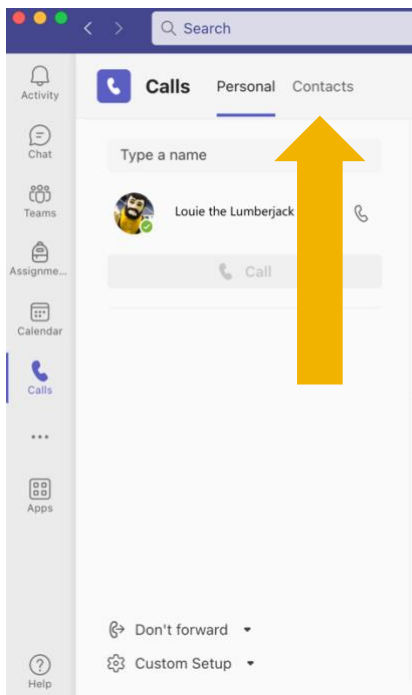 Search
Activity
Chat
Teams
Assignme...
Calendar
Calls
Apps
Help
Calls Personal Contacts
Type a name
Louie the Lumberjack
Call
Don't forward
Custom Setup